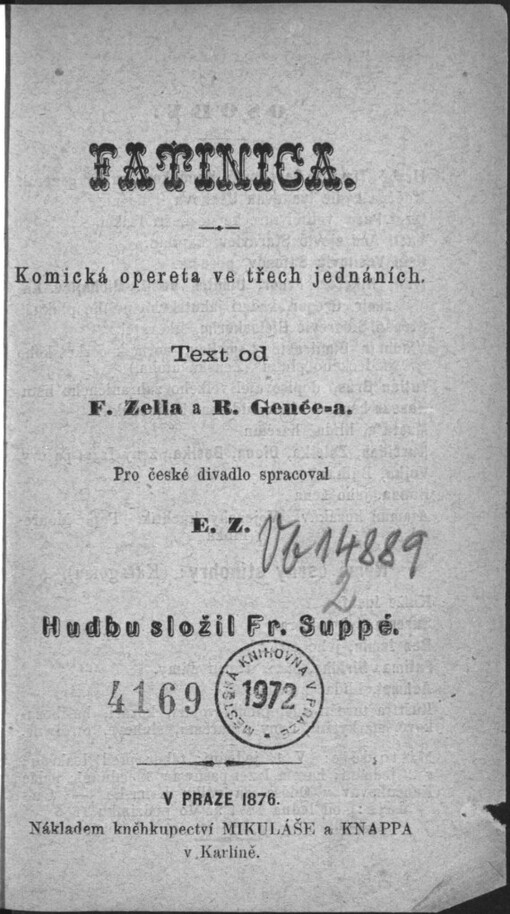 FATINICA.
Komická opereta ve třech jednáních.
Text od
F. Zella a R. Genée=a.
Pro české divadlo spracoval
E. Z.
Vb 14889
2
Hudbu složil Fr. Suppé.
4169
MĚSTSKÁ KNIHOVNA V PRAZE
1972
V PRAZE 1876.
Nákladem kněhkupectví MIKULÁŠE a KNAPPA
v Karlíně.